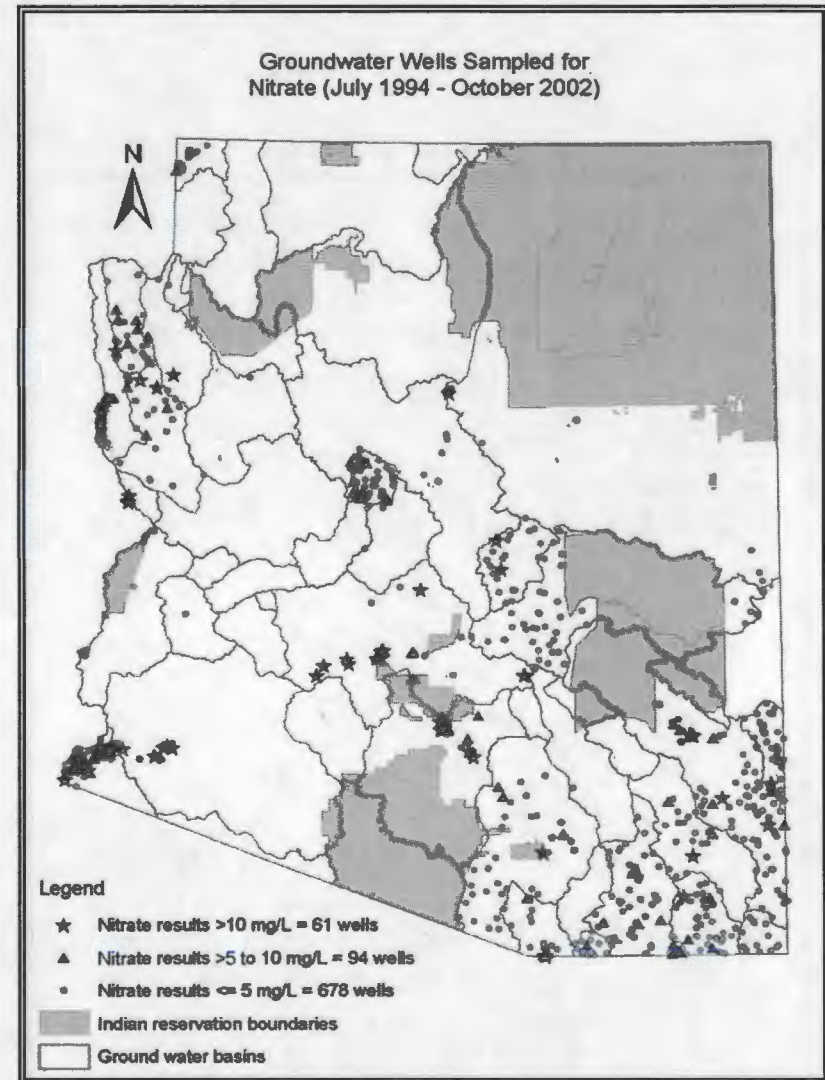 Groundwater Wells Sampled for
Nitrate (July 1994 - October 2002)
N
Legend
Nitrate results >10 mg/L = 61 wells
Nitrate results >5 to 10 mg/L = 94 wells
Nitrate results <= 5 mg/L = 678 wells
Indian reservation boundaries
Ground water basins